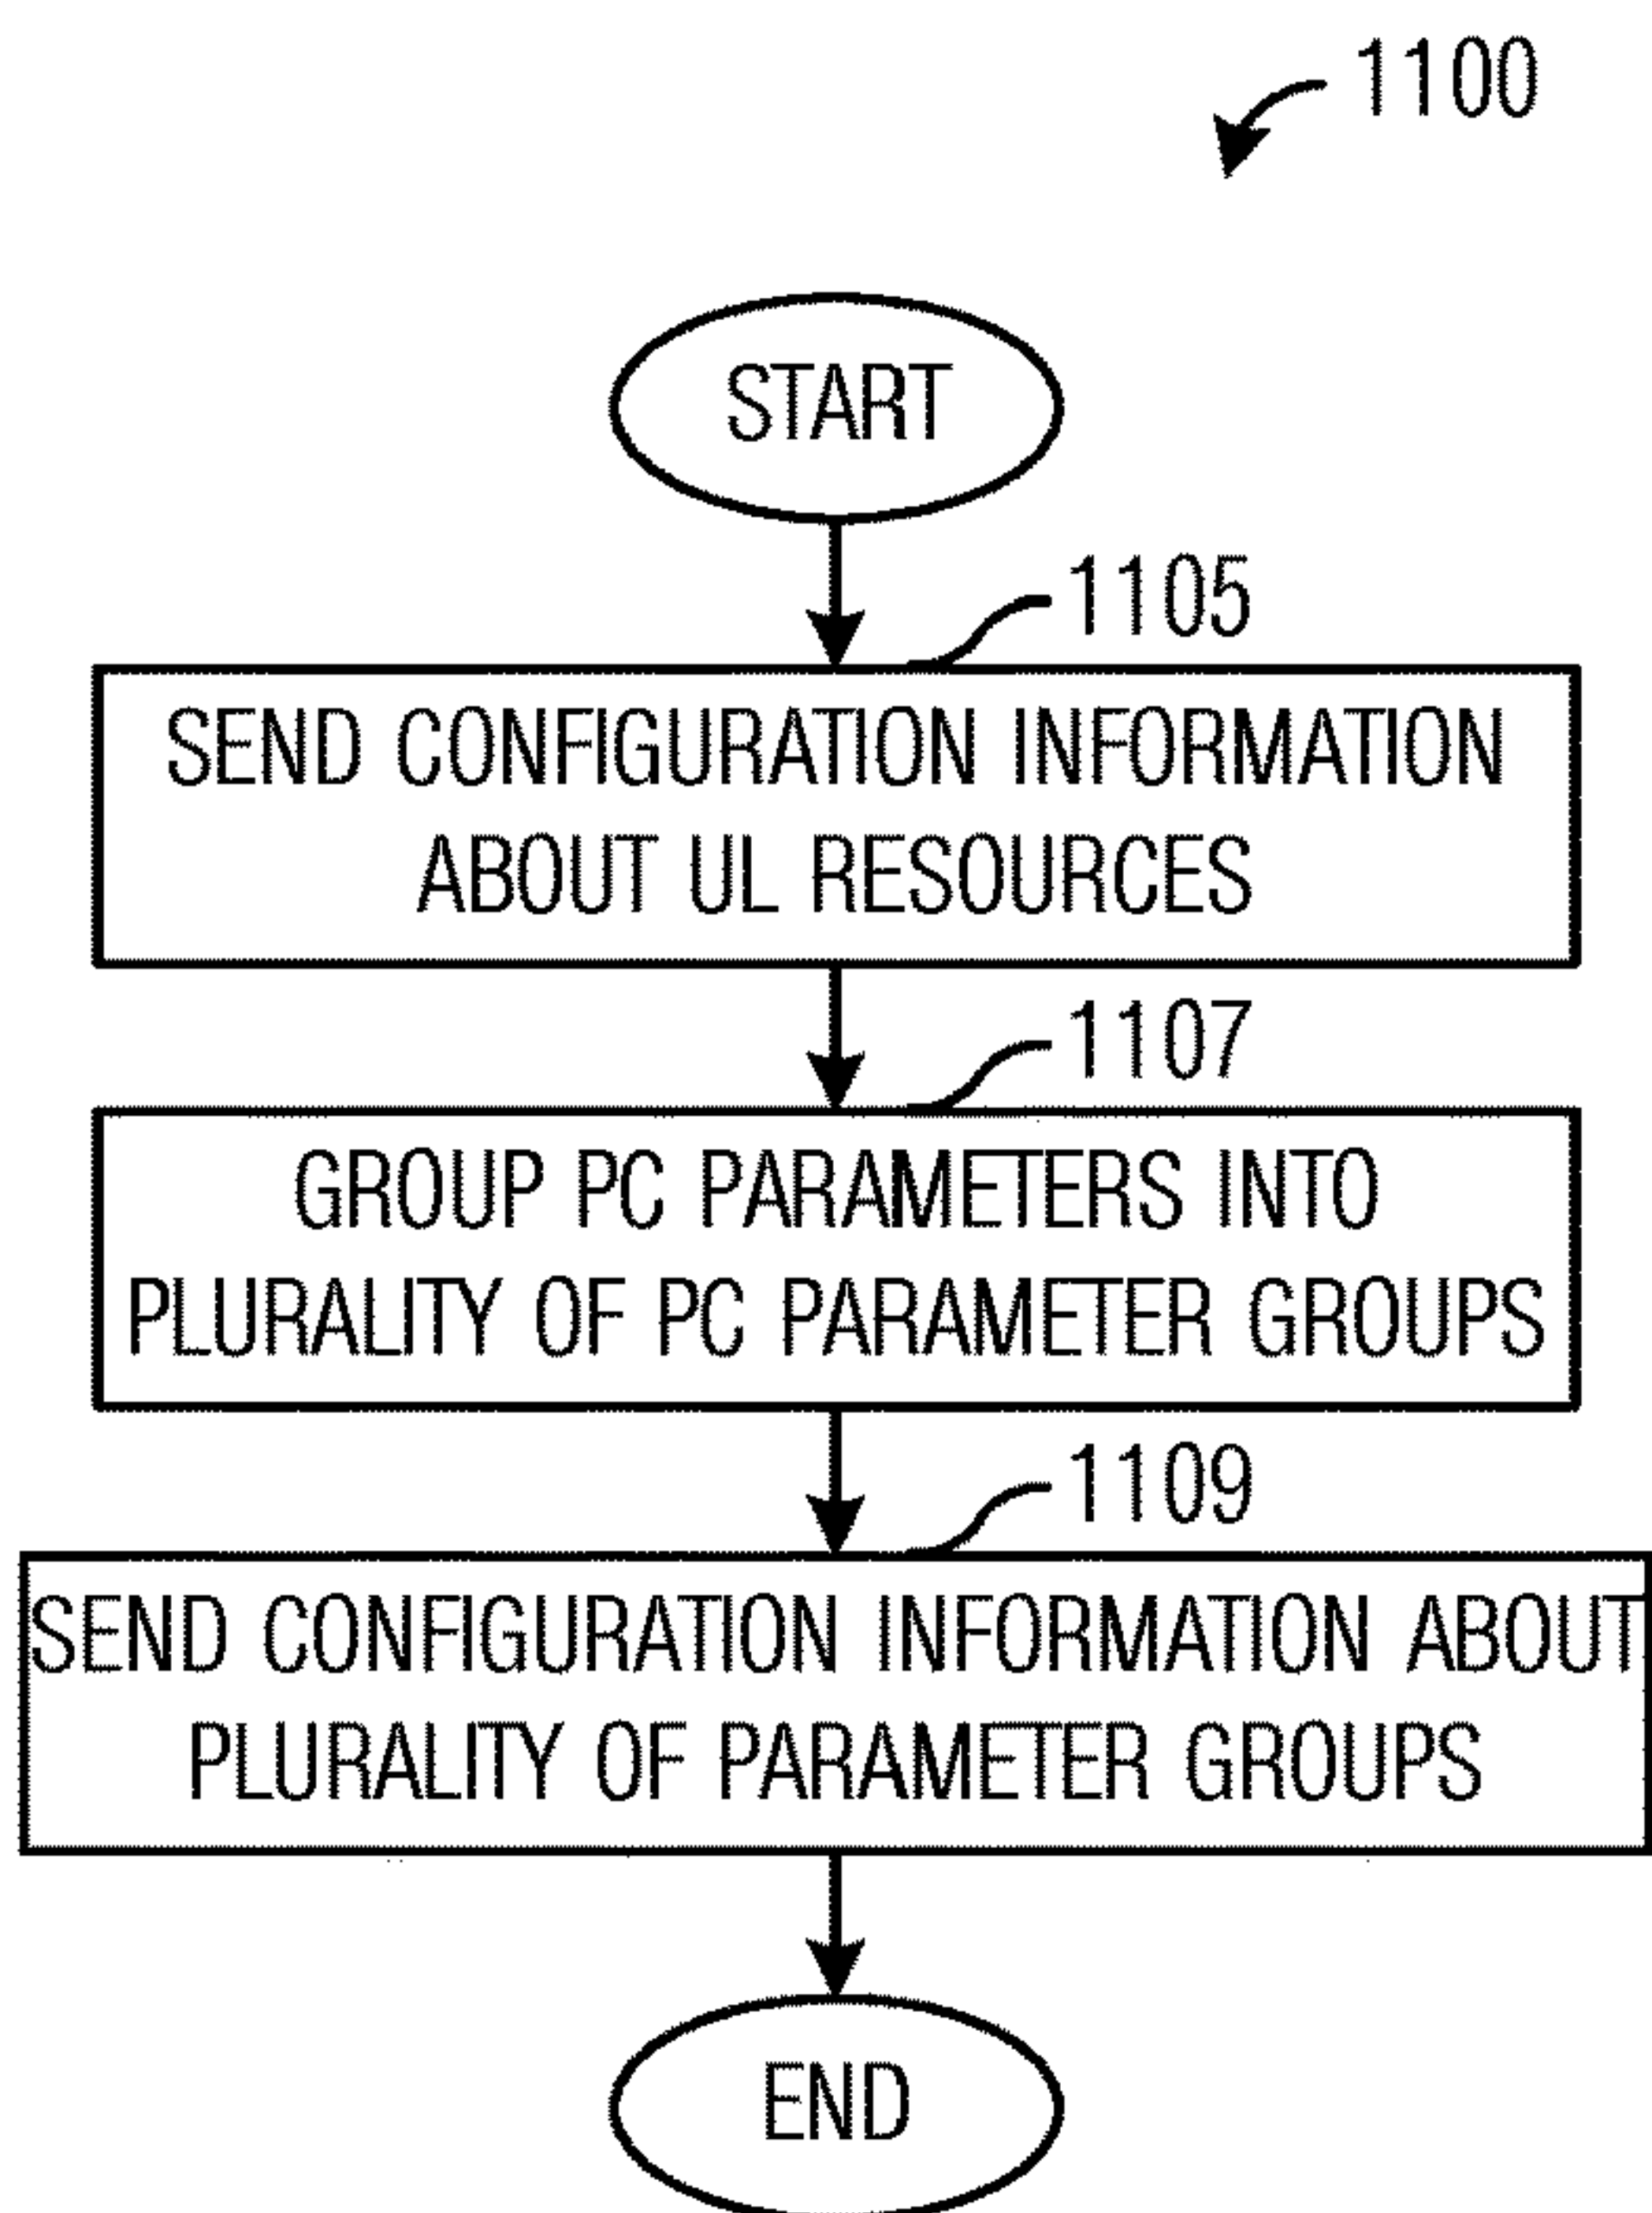 1100
START
1105
SEND CONFIGURATION INFORMATION
ABOUT UL RESOURCES
1107
GROUP PC PARAMETERS INTO
PLURALITY OF PC PARAMETER GROUPS
1109
SEND CONFIGURATION INFORMATION ABOUT
PLURALITY OF PARAMETER GROUPS
END